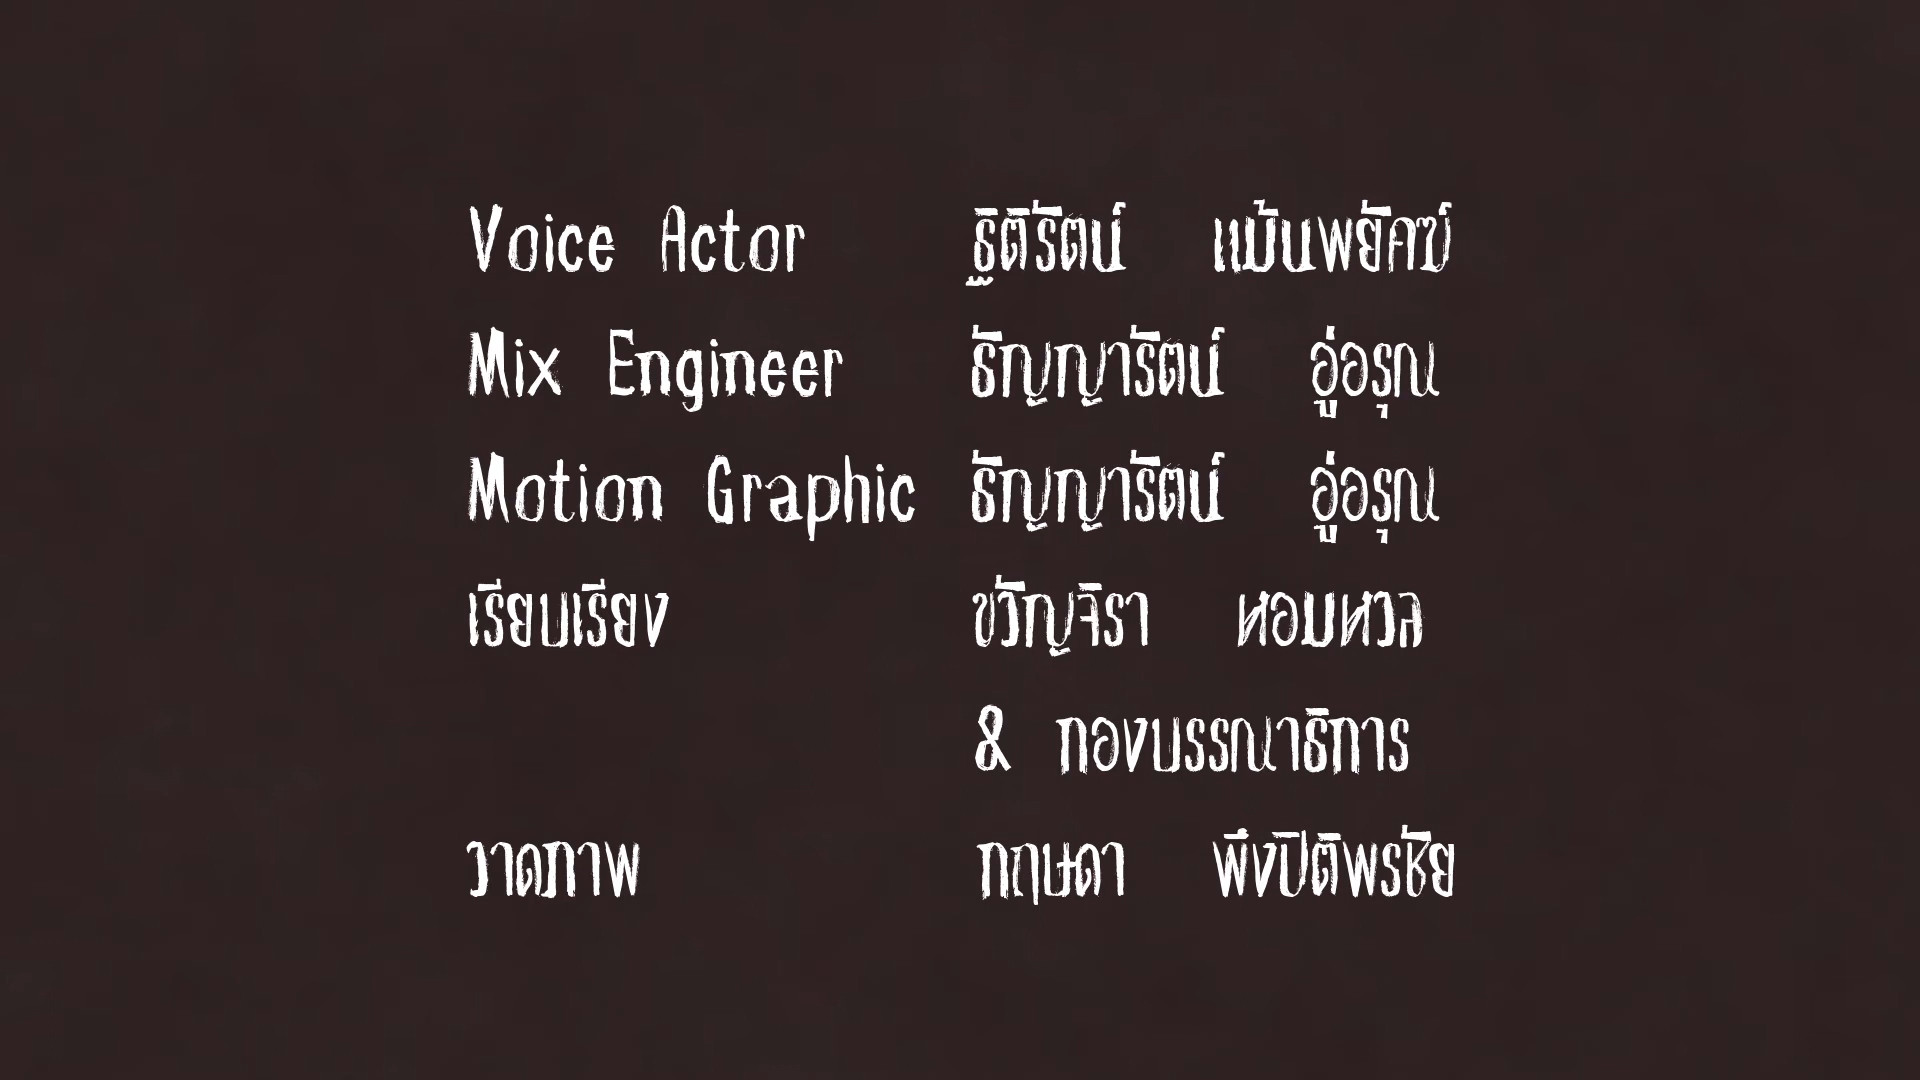 Voice Actor ฐิติรัตน์ แม้นพยัคฆ์
Mix Engineer ธัญญารัตน์ อู่อรุณ
Motion Graphic ธัญญารัตน์ อู่อรุณ
เรียบเรียง ขวัญจิรา หอมหวล
& กองบรรณาธิการ
วาดภาพ กฤษดา พึงปิติพรชัย